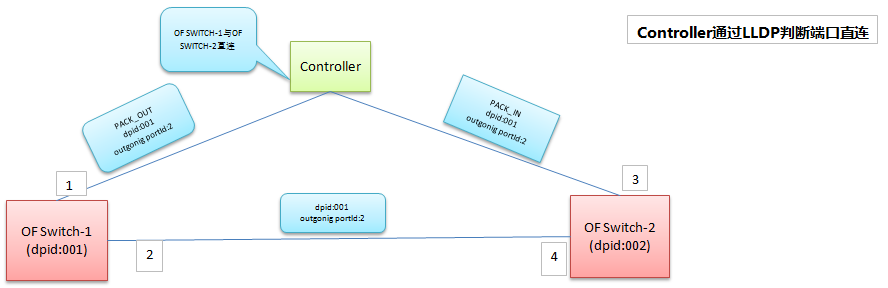 Controller通过LLDP判断端口直连
OF SWITCH-1与OF
SWITCH-2直连
Controller
PACK_OUT
dpid:001
outgonig portId:2
PACK_IN
dpid:001
outgonig portId:2
1
3
dpid:001
outgonig portId:2
OF Switch-1
(dpid:001)
OF Switch-2
(dpid:002)
2
4